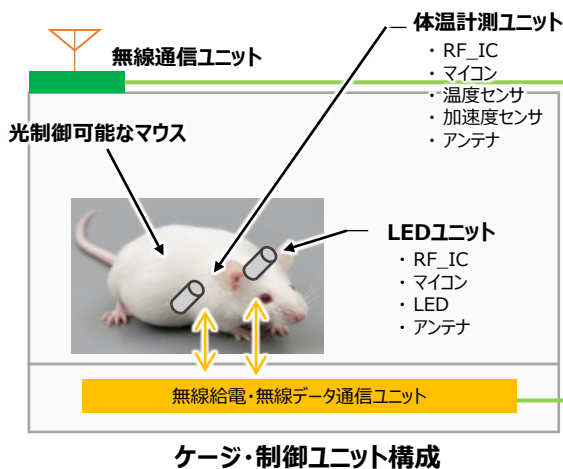 体温計測ユニット
・ RF_IC
・ マイコン
・ 温度センサ
・ 加速度センサ
・ アンテナ
無線通信ユニット
光制御可能なマウス
LEDユニット
・ RF_IC
・ マイコン
・ LED
・ アンテナ
無線給電・無線データ通信ユニット
ケージ・制御ユニット構成